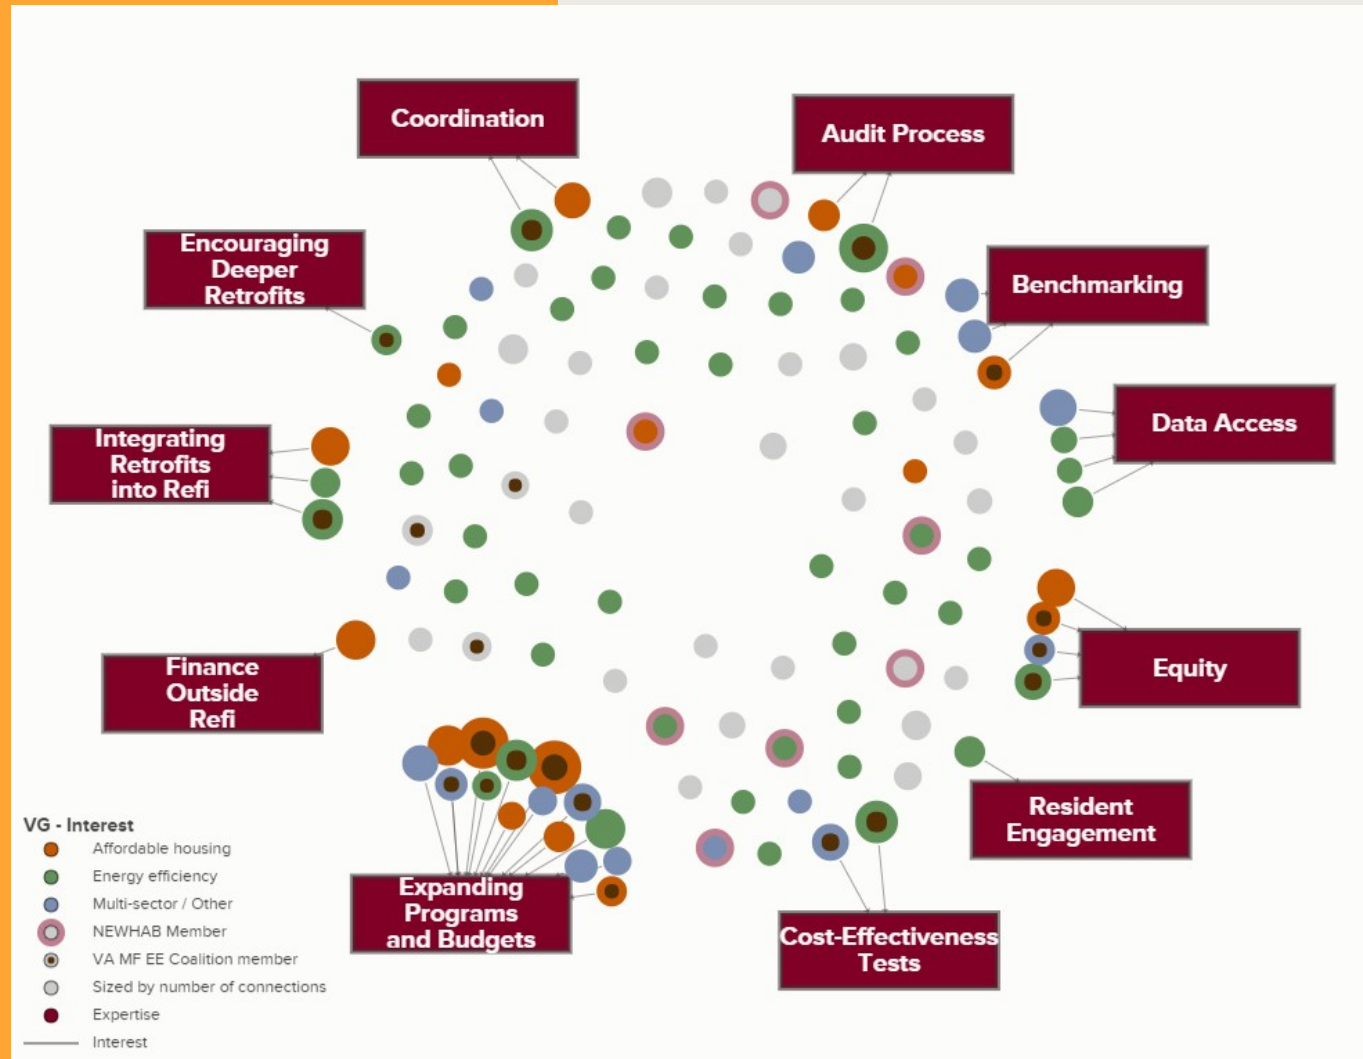 Coordination
Audit Process
Encouraging
Deeper
Retrofits
Benchmarking
Integrating
Retrofits
into Refi
Data Access
Finance
Outside
Refi
Equity
Resident
Engagement
Expanding
Programs
and Budgets
Cost-Effectiveness
Tests
VG - Interest
Affordable housing
Energy efficiency
Multi-sector / Other
NEWHAB Member
VA MF EE Coalition member
Sized by number of connections
Expertise
Interest